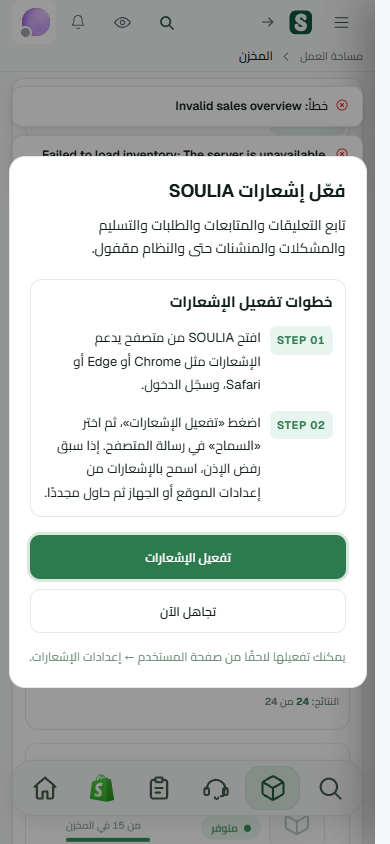 مساحة العمل < المخزن
خطأ: Invalid sales overview
Failed to load inventory: The server is unavailable
فعّل إشعارات SOULIA
تابع التعليقات والمتابعات والطلبات والتسليم
والمشكلات والمنشنات حتى والنظام مقفول.
خطوات تفعيل الإشعارات
STEP 01
افتح SOULIA من متصفح يدعم
الإشعارات مثل Chrome أو Edge أو
Safari، وسجّل الدخول.
STEP 02
اضغط «تفعيل الإشعارات»، ثم اختر
«السماح» في رسالة المتصفح. إذا سبق
رفض الإذن، اسمح بالإشعارات من
إعدادات الموقع أو الجهاز ثم حاول مجددًا.
تفعيل الإشعارات
تجاهل الآن
يمكنك تفعيلها لاحقًا من صفحة المستخدم ← إعدادات الإشعارات.
النتائج: 24 من 24
متوفر
من 15 في المخزن